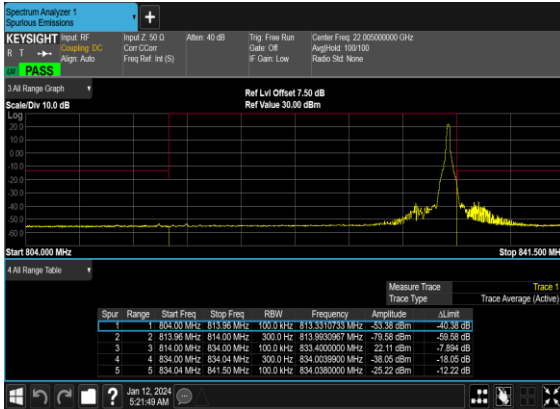 Spectrum Analyzer 1
Spurious Emissions
KEYSIGHT
R T
Input: RF
Coupling: DC
Align: Auto
Input Z: 50 Ω
Corr CCorr
Freq Ref: Int (S)
Atten: 40 dB
Trig: Free Run
Gate: Off
IF Gain: Low
Center Freq: 22.005000000 GHz
Avg|Hold: 100/100
Radio Std: None
PASS
3 All Range Graph
Scale/Div 10.0 dB
Ref Lvl Offset 7.50 dB
Ref Value 30.00 dBm
Log
20.0
10.0
0.00
-10.0
-20.0
-30.0
-40.0
-50.0
-60.0
Start 804.000 MHz
Stop 841.500 MH
4 All Range Table
Measure Trace Trace 1
Trace Type Trace Average (Active)
Spur Range Start Freq Stop Freq RBW Frequency Amplitude ΔLimit
1 1 804.00 MHz 813.96 MHz 100.0 kHz 813.3310733 MHz -53.38 dBm -40.38 dB
2 2 813.96 MHz 814.00 MHz 300.0 Hz 813.9930967 MHz -79.58 dBm -59.58 dB
3 3 814.00 MHz 834.00 MHz 100.0 kHz 833.4000000 MHz 22.11 dBm -7.894 dB
4 4 834.00 MHz 834.04 MHz 300.0 Hz 834.0039900 MHz -38.05 dBm -18.05 dB
5 5 834.04 MHz 841.50 MHz 100.0 kHz 834.0380000 MHz -25.22 dBm -12.22 dB
Jan 12, 2024
5:21:49 AM